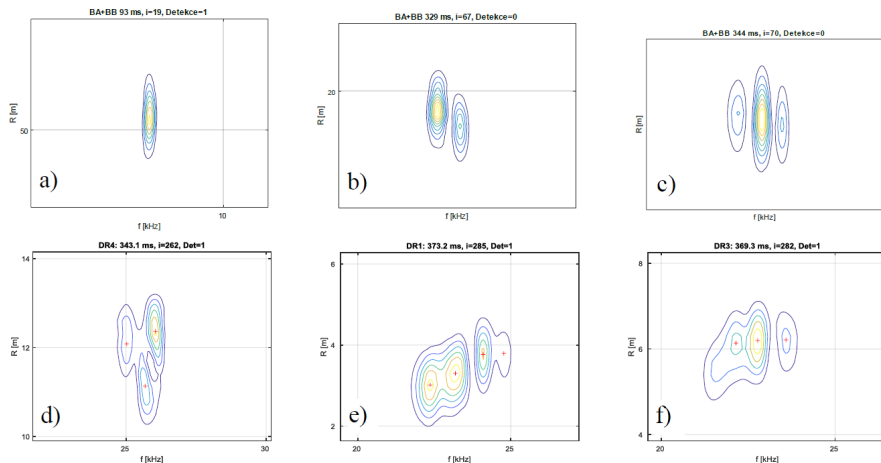 BA+BB 93 ms, i=19, Detekce=1
R [m]
50
a)
10
f [kHz]
BA+BB 329 ms, i=67, Detekce=0
R [m]
20
b)
f [kHz]
BA+BB 344 ms, i=70, Detekce=0
R [m]
c)
f [kHz]
DR4: 343.1 ms, i=262, Det=1
R [m]
14
12
10
d)
25
30
f [kHz]
DR1: 373.2 ms, i=285, Det=1
R [m]
6
4
2
e)
20
25
f [kHz]
DR3: 369.3 ms, i=282, Det=1
R [m]
8
6
4
f)
20
25
f [kHz]